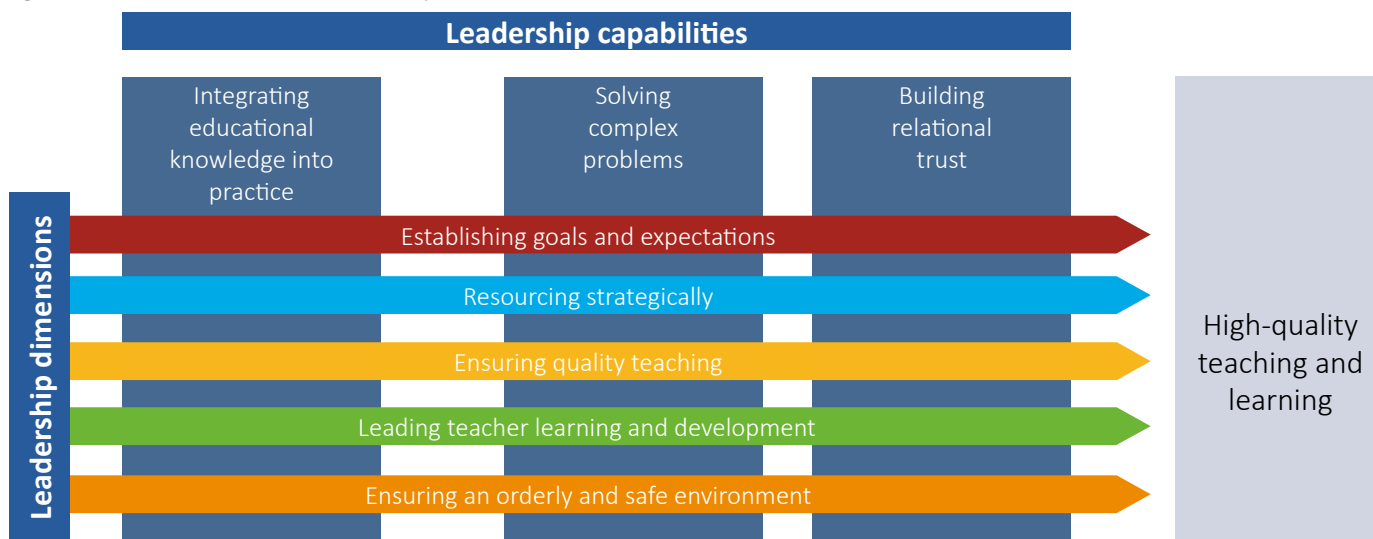 Leadership capabilities
Integrating
educational
knowledge into
practice
Solving
complex
problems
Building
relational
trust
Leadership dimensions
Establishing goals and expectations
Resourcing strategically
Ensuring quality teaching
Leading teacher learning and development
Ensuring an orderly and safe environment
High-quality
teaching and
learning